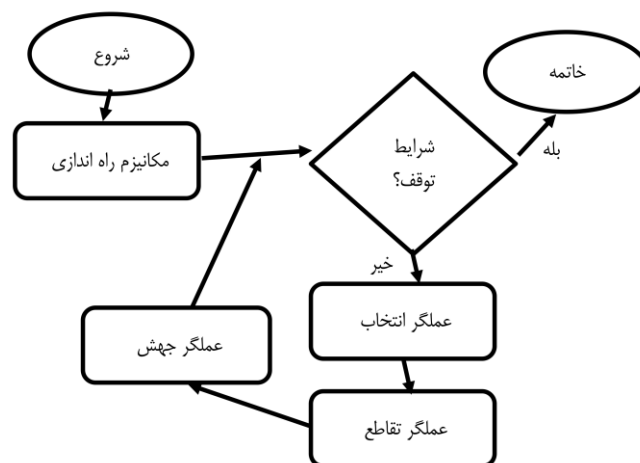 شروع
مکانیزم راه اندازی
شرایط
توقف؟
بله
خاتمه
خیر
عملگر انتخاب
عملگر تقاطع
عملگر جهش